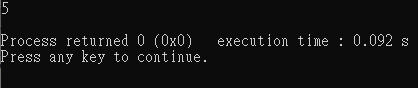 5
Process returned 0 (0x0)   execution time : 0.092 s
Press any key to continue.